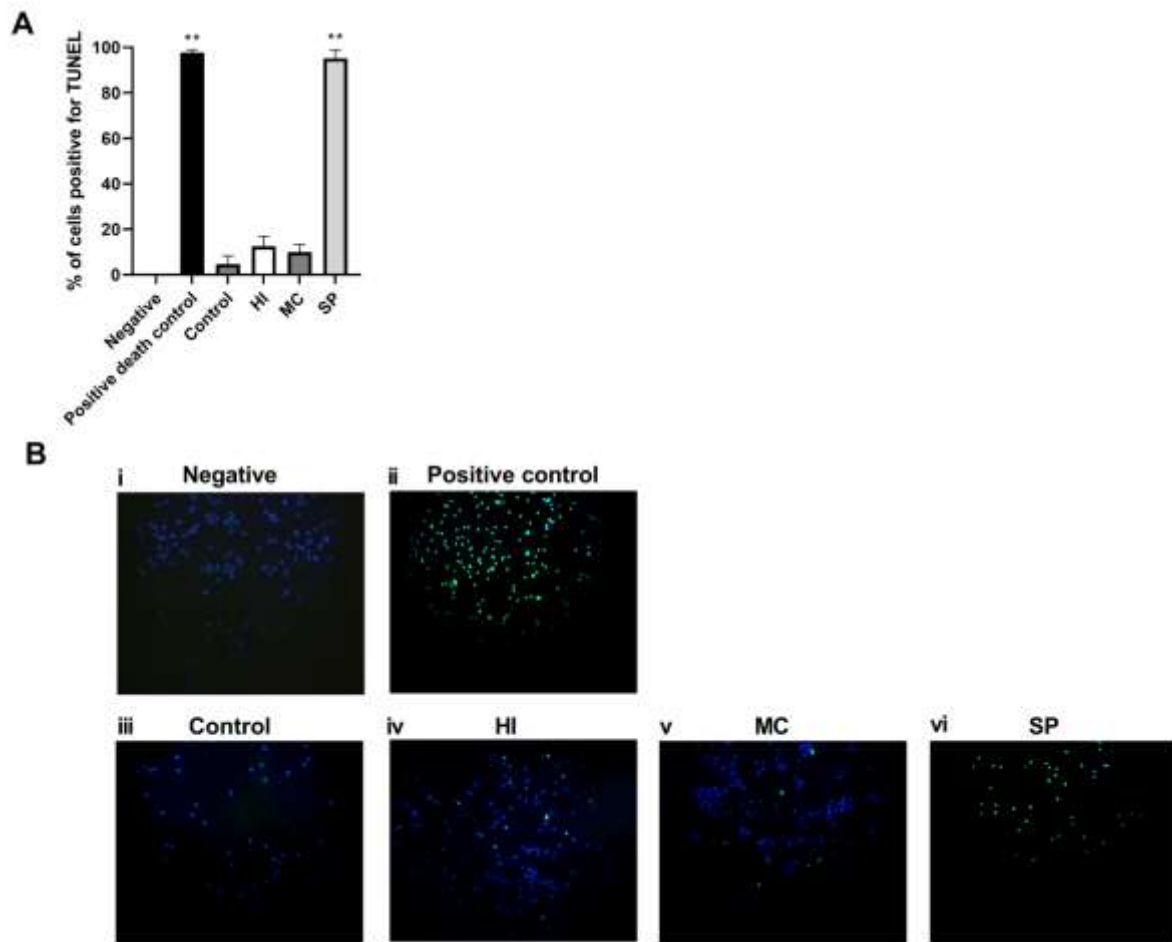 A
% of cells positive for TUNEL
100
80
60
40
20
0
**
**
Negative
Positive death control
Control
HI
MC
SP
B
i Negative
ii Positive control
iii Control
iv HI
v MC
vi SP